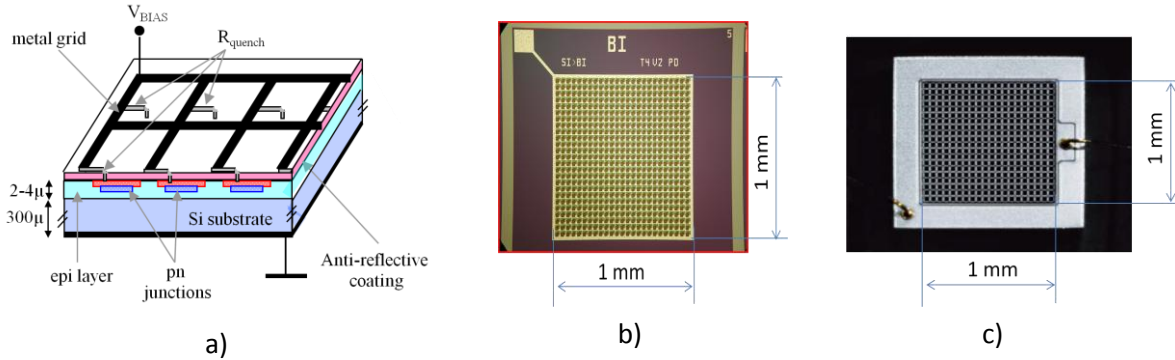 V_BIAS
metal grid
R_quench
2-4μ
300μ
Si substrate
epi layer
pn
junctions
Anti-reflective
coating
a)
BI
5
SI>BI
T4 V2 PD
1 mm
1 mm
b)
1 mm
1 mm
c)